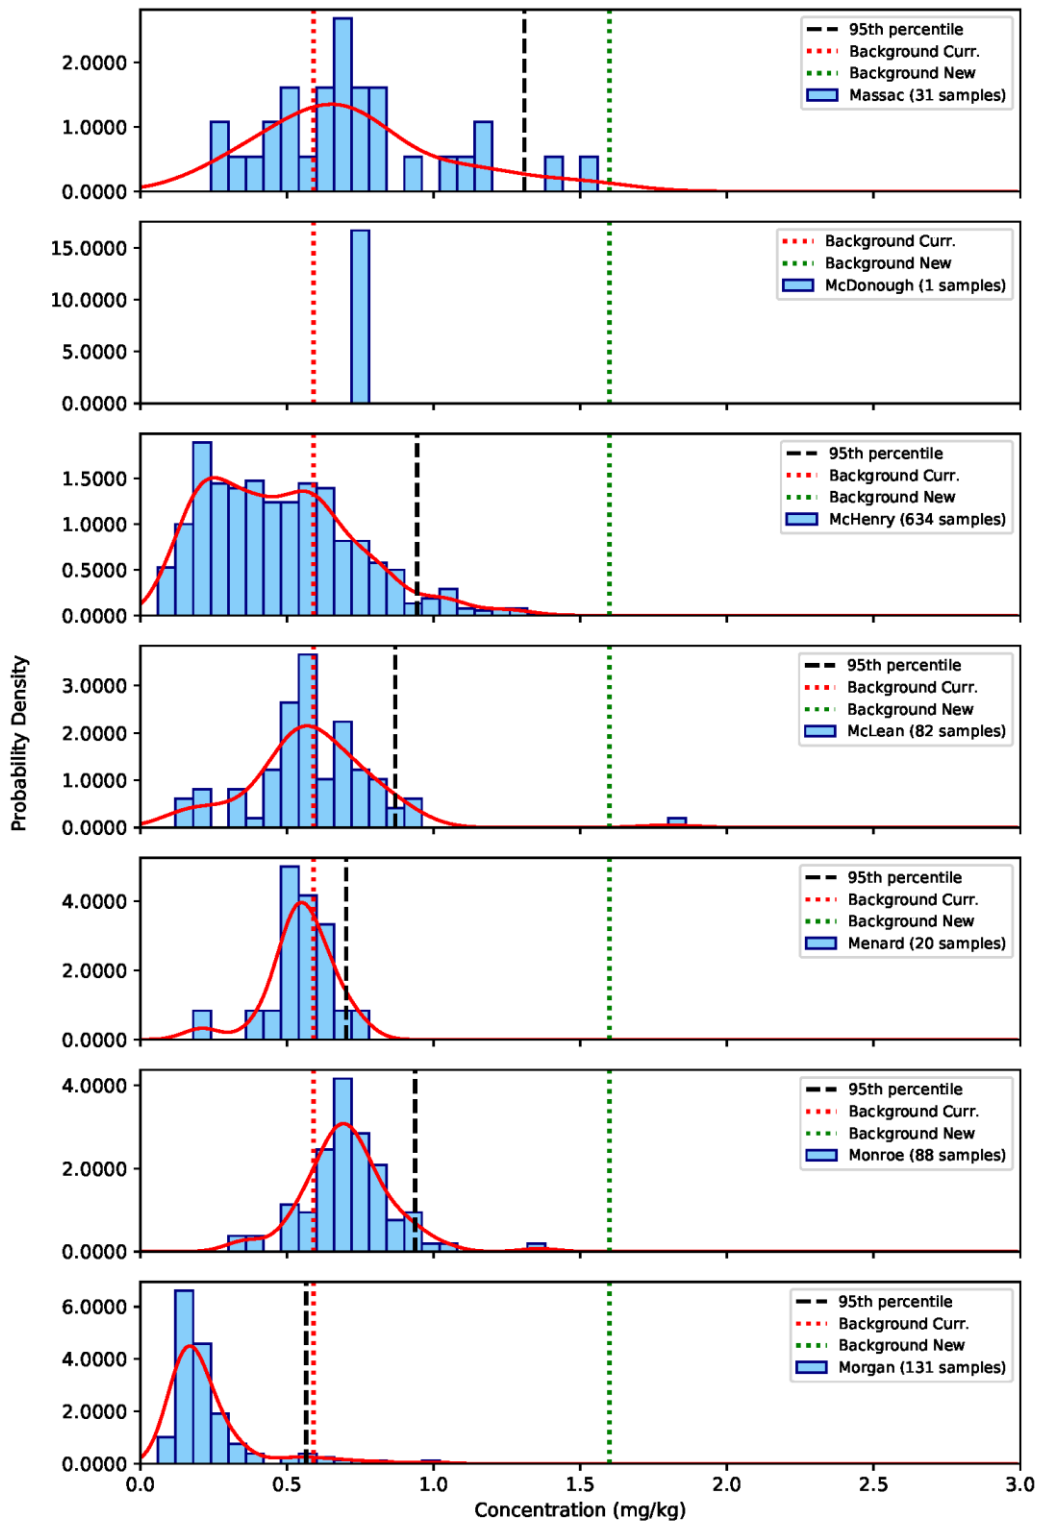 2.0000
1.0000
0.0000
95th percentile
Background Curr.
Background New
Massac (31 samples)
15.0000
10.0000
5.0000
0.0000
Background Curr.
Background New
McDonough (1 samples)
1.5000
1.0000
0.5000
0.0000
95th percentile
Background Curr.
Background New
McHenry (634 samples)
Probability Density
3.0000
2.0000
1.0000
0.0000
95th percentile
Background Curr.
Background New
McLean (82 samples)
4.0000
2.0000
0.0000
95th percentile
Background Curr.
Background New
Menard (20 samples)
4.0000
2.0000
0.0000
95th percentile
Background Curr.
Background New
Monroe (88 samples)
6.0000
4.0000
2.0000
0.0000
95th percentile
Background Curr.
Background New
Morgan (131 samples)
0.0 0.5 1.0 1.5 2.0 2.5 3.0
Concentration (mg/kg)